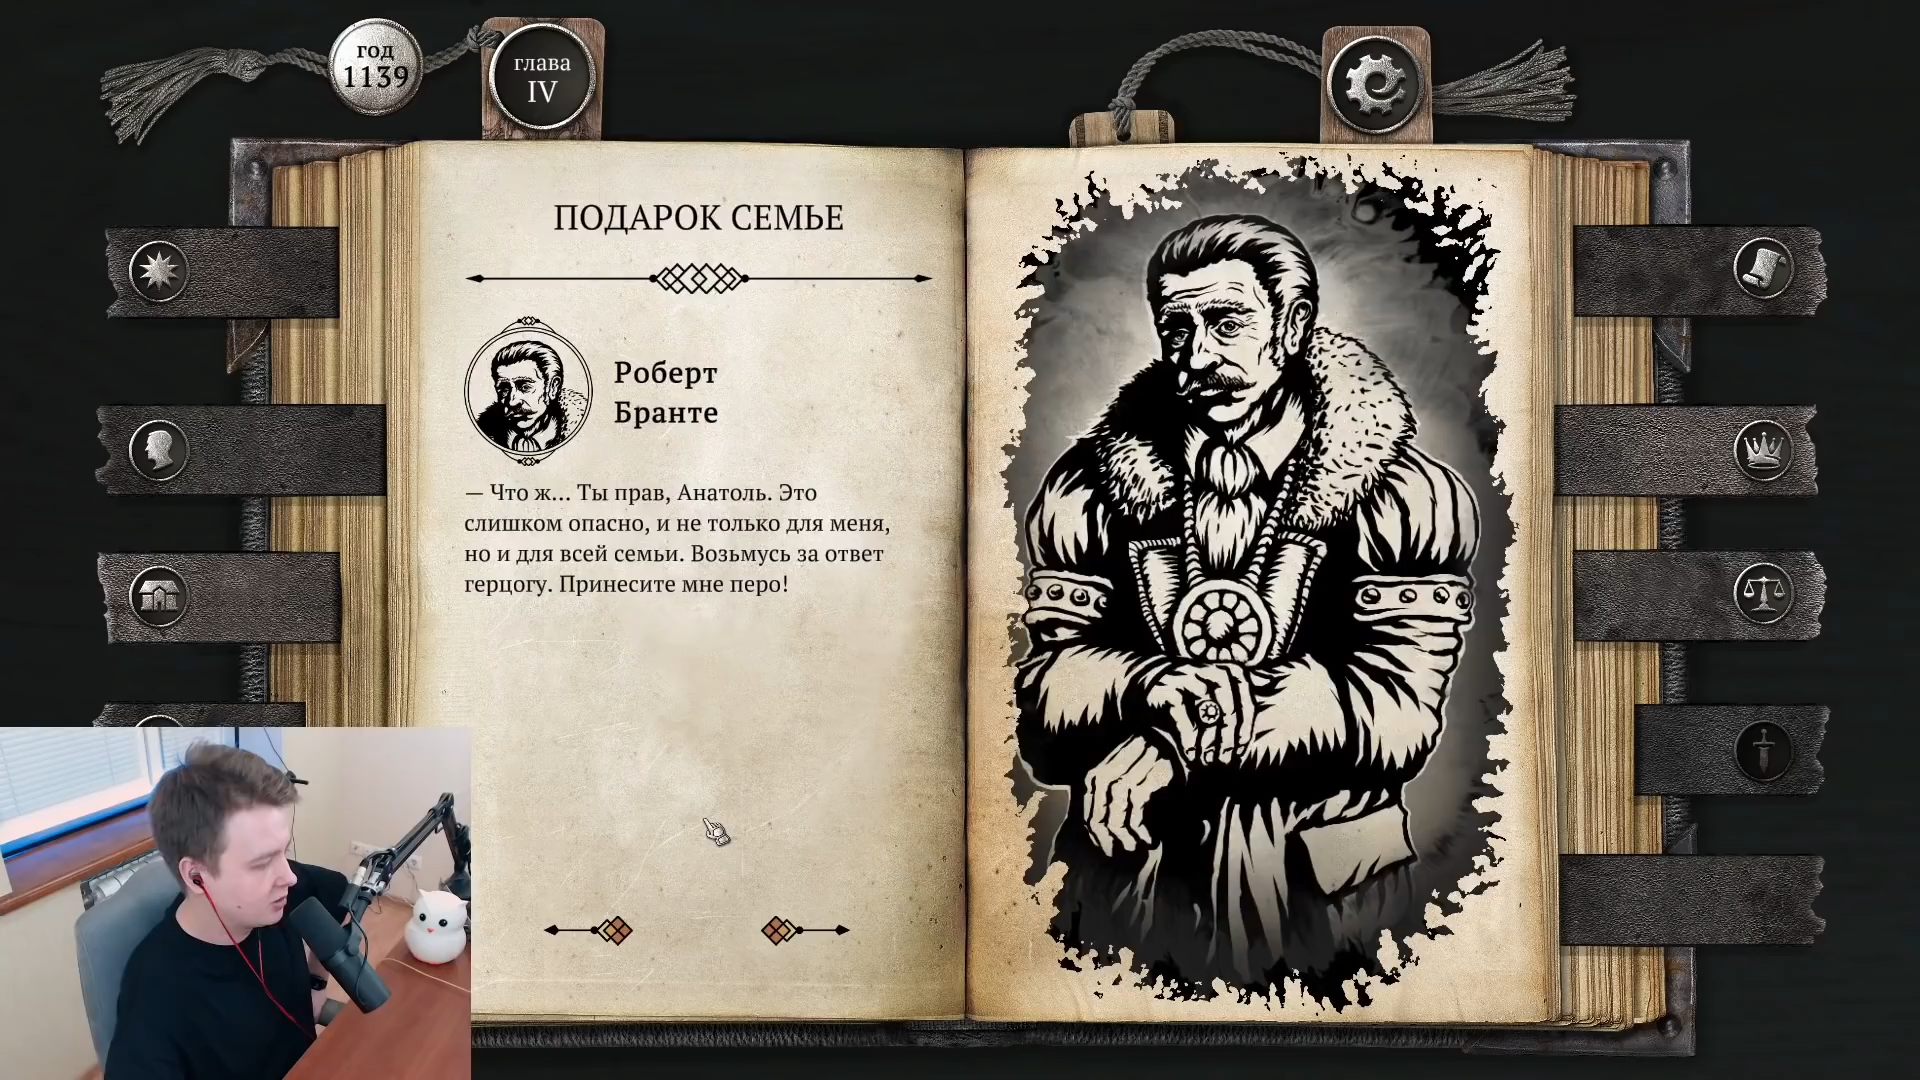 год
1139
глава
IV
ПОДАРОК СЕМЬЕ
Роберт
Бранте
— Что ж... Ты прав, Анатоль. Это
слишком опасно, и не только для меня,
но и для всей семьи. Возьмусь за ответ
герцогу. Принесите мне перо!